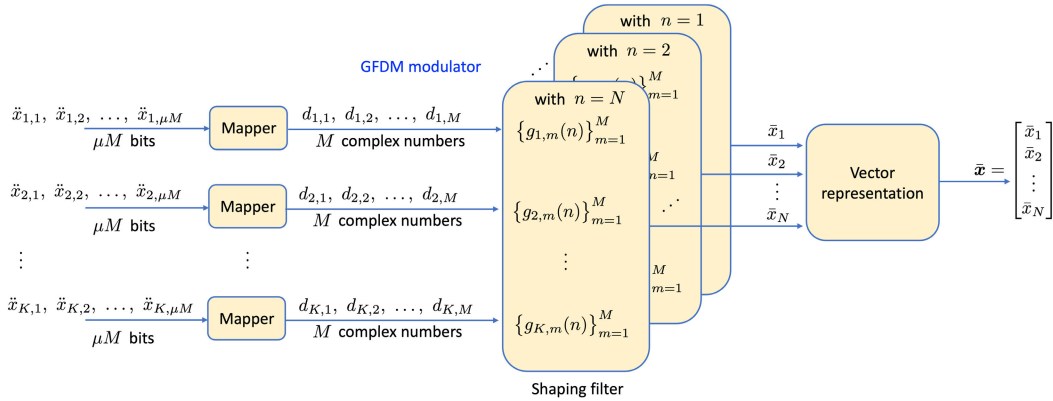 with n = 1
with n = 2
GFDM modulator
with n = N
ẍ₁,₁, ẍ₁,₂, …, ẍ₁,μM
μM bits
Mapper
d₁,₁, d₁,₂, …, d₁,M
M complex numbers
{g₁,m(n)}ᴹₘ₌₁
x̄₁
x̄₂
⋮
x̄N
Vector
representation
x̄ = [x̄₁ x̄₂ ⋮ x̄N]
ẍ₂,₁, ẍ₂,₂, …, ẍ₂,μM
μM bits
Mapper
d₂,₁, d₂,₂, …, d₂,M
M complex numbers
{g₂,m(n)}ᴹₘ₌₁
⋮ ⋮ ⋮
ẍK,₁, ẍK,₂, …, ẍK,μM
μM bits
Mapper
dK,₁, dK,₂, …, dK,M
M complex numbers
{gK,m(n)}ᴹₘ₌₁
Shaping filter